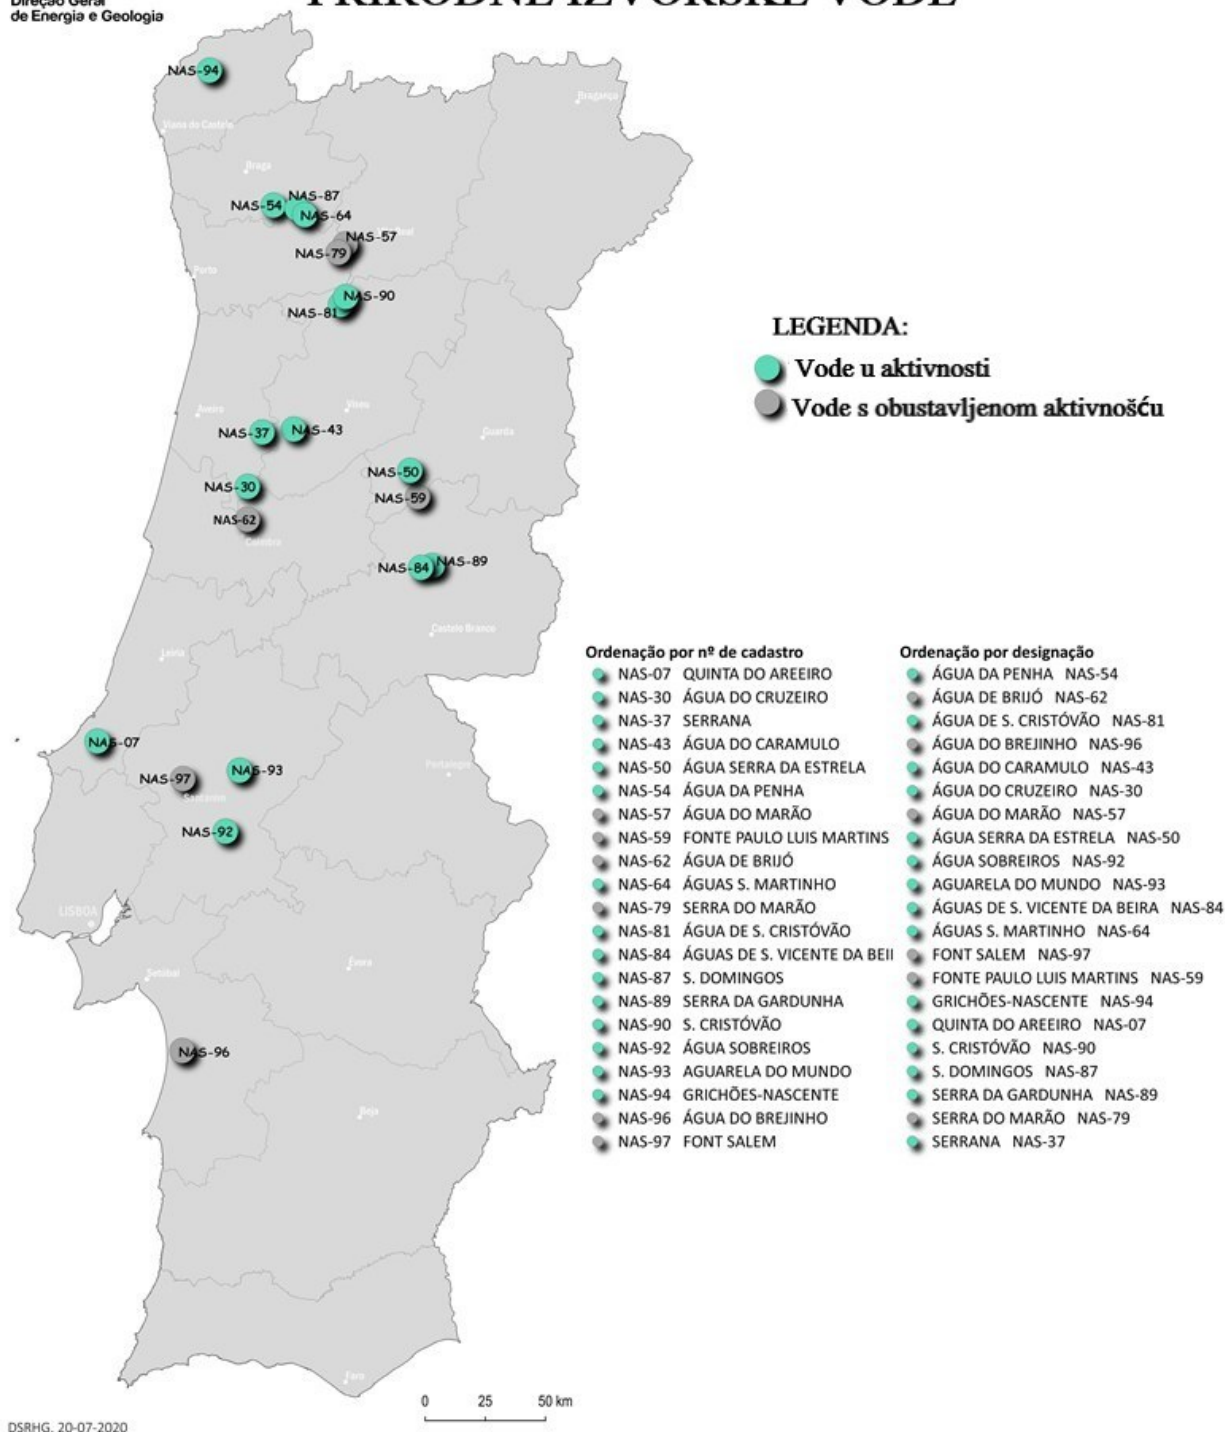 Direção Geral
de Energia e Geologia
PRIRODNE IZVORSKE VODE
NAS-94
Bragança
Viana do Castelo
Braga
NAS-87
NAS-54
NAS-64
NAS-57
NAS-79
Porto
NAS-90
NAS-81
LEGENDA:
Vode u aktivnosti
Vode s obustavljenom aktivnošću
Aveiro
Viseu
NAS-37
NAS-43
Guarda
NAS-50
NAS-30
NAS-59
NAS-62
Coimbra
NAS-89
NAS-84
Castelo Branco
Leiria
NAS-07
NAS-93
NAS-97
Portalegre
Santarém
NAS-92
LISBOA
Setúbal
Évora
NAS-96
Beja
Faro
Ordenação por nº de cadastro
NAS-07 QUINTA DO AREEIRO
NAS-30 ÁGUA DO CRUZEIRO
NAS-37 SERRANA
NAS-43 ÁGUA DO CARAMULO
NAS-50 ÁGUA SERRA DA ESTRELA
NAS-54 ÁGUA DA PENHA
NAS-57 ÁGUA DO MARÃO
NAS-59 FONTE PAULO LUIS MARTINS
NAS-62 ÁGUA DE BRIJÓ
NAS-64 ÁGUAS S. MARTINHO
NAS-79 SERRA DO MARÃO
NAS-81 ÁGUA DE S. CRISTÓVÃO
NAS-84 ÁGUAS DE S. VICENTE DA BEI
NAS-87 S. DOMINGOS
NAS-89 SERRA DA GARDUNHA
NAS-90 S. CRISTÓVÃO
NAS-92 ÁGUA SOBREIROS
NAS-93 AGUARELA DO MUNDO
NAS-94 GRICHÕES-NASCENTE
NAS-96 ÁGUA DO BREJINHO
NAS-97 FONT SALEM
Ordenação por designação
ÁGUA DA PENHA NAS-54
ÁGUA DE BRIJÓ NAS-62
ÁGUA DE S. CRISTÓVÃO NAS-81
ÁGUA DO BREJINHO NAS-96
ÁGUA DO CARAMULO NAS-43
ÁGUA DO CRUZEIRO NAS-30
ÁGUA DO MARÃO NAS-57
ÁGUA SERRA DA ESTRELA NAS-50
ÁGUA SOBREIROS NAS-92
AGUARELA DO MUNDO NAS-93
ÁGUAS DE S. VICENTE DA BEIRA NAS-84
ÁGUAS S. MARTINHO NAS-64
FONT SALEM NAS-97
FONTE PAULO LUIS MARTINS NAS-59
GRICHÕES-NASCENTE NAS-94
QUINTA DO AREEIRO NAS-07
S. CRISTÓVÃO NAS-90
S. DOMINGOS NAS-87
SERRA DA GARDUNHA NAS-89
SERRA DO MARÃO NAS-79
SERRANA NAS-37
0 25 50 km
DSRHG, 20-07-2020